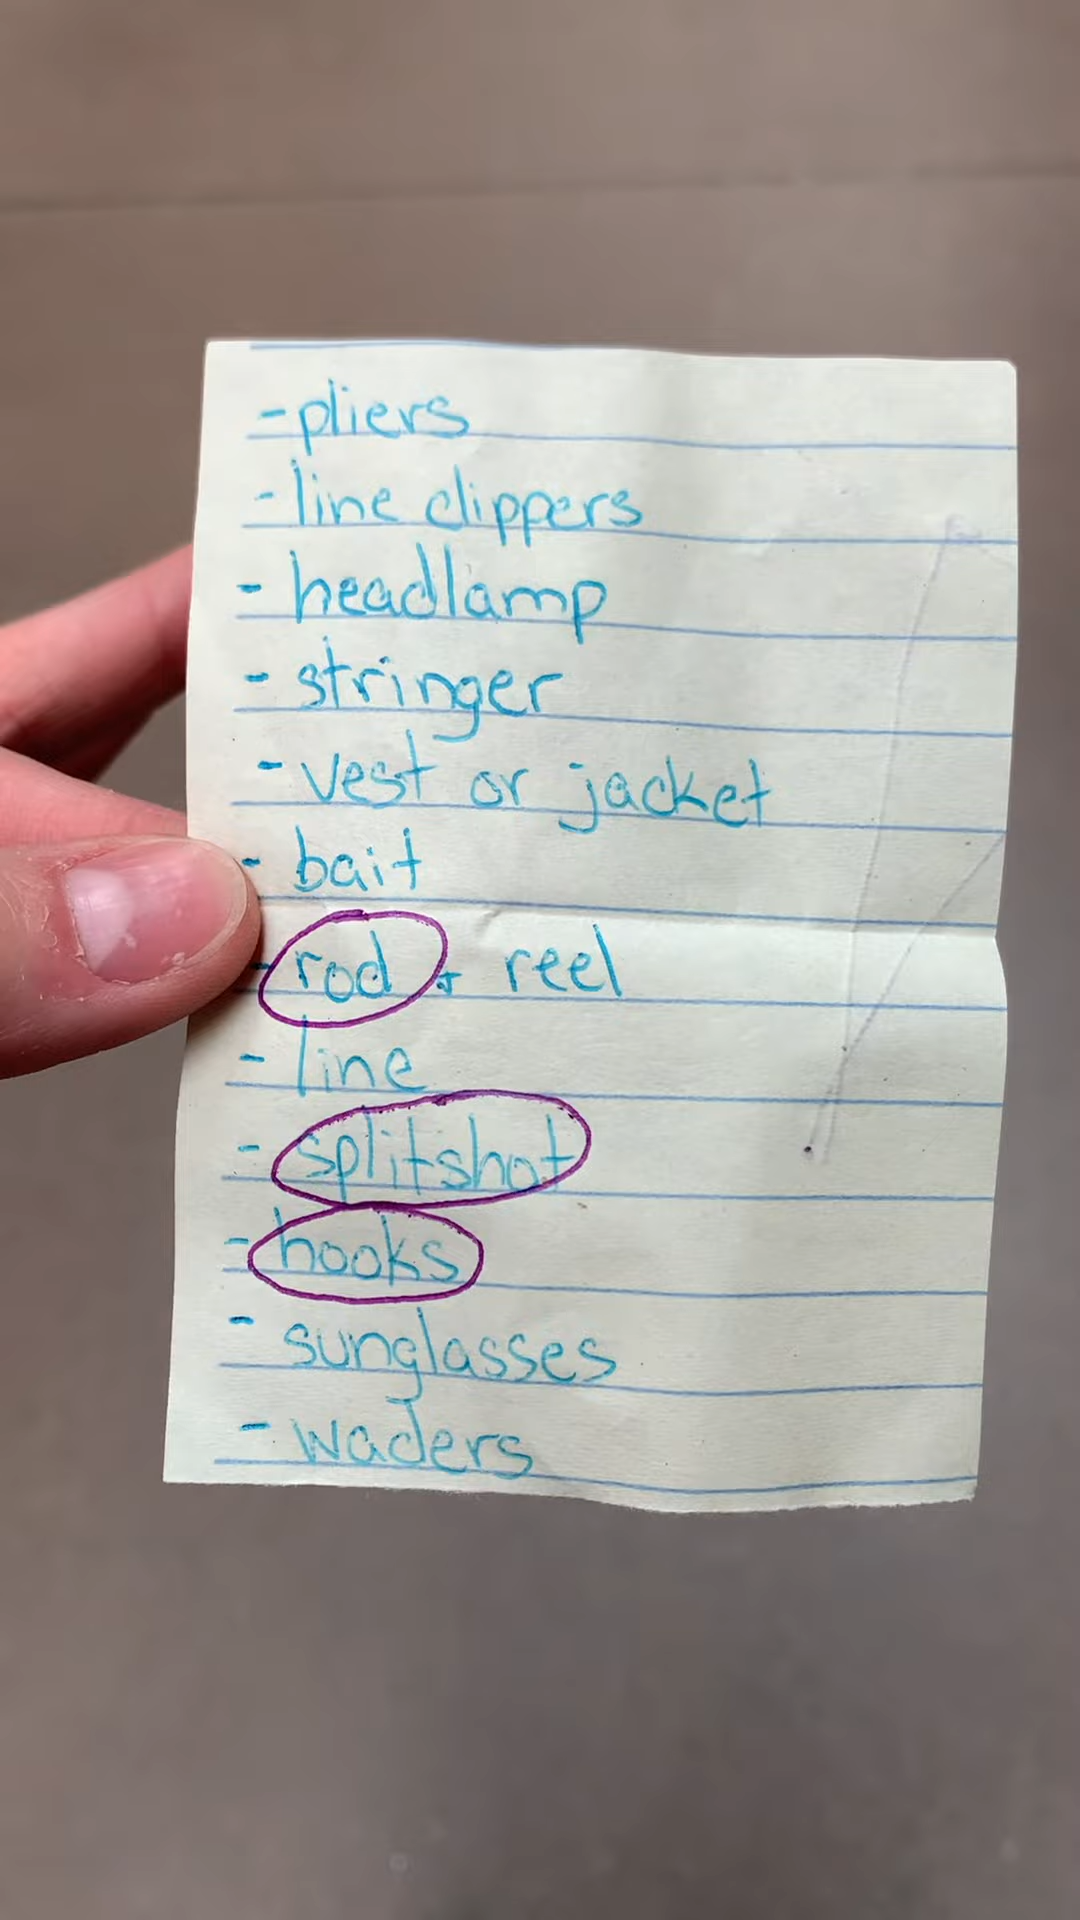 - pliers
- line clippers
- headlamp
- stringer
- vest or jacket
- bait
- rod + reel
- line
- splitshot
- hooks
- sunglasses
- waders